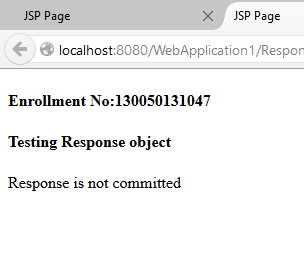 JSP Page
JSP Page
localhost:8080/WebApplication1/Respon
Enrollment No:130050131047
Testing Response object
Response is not committed